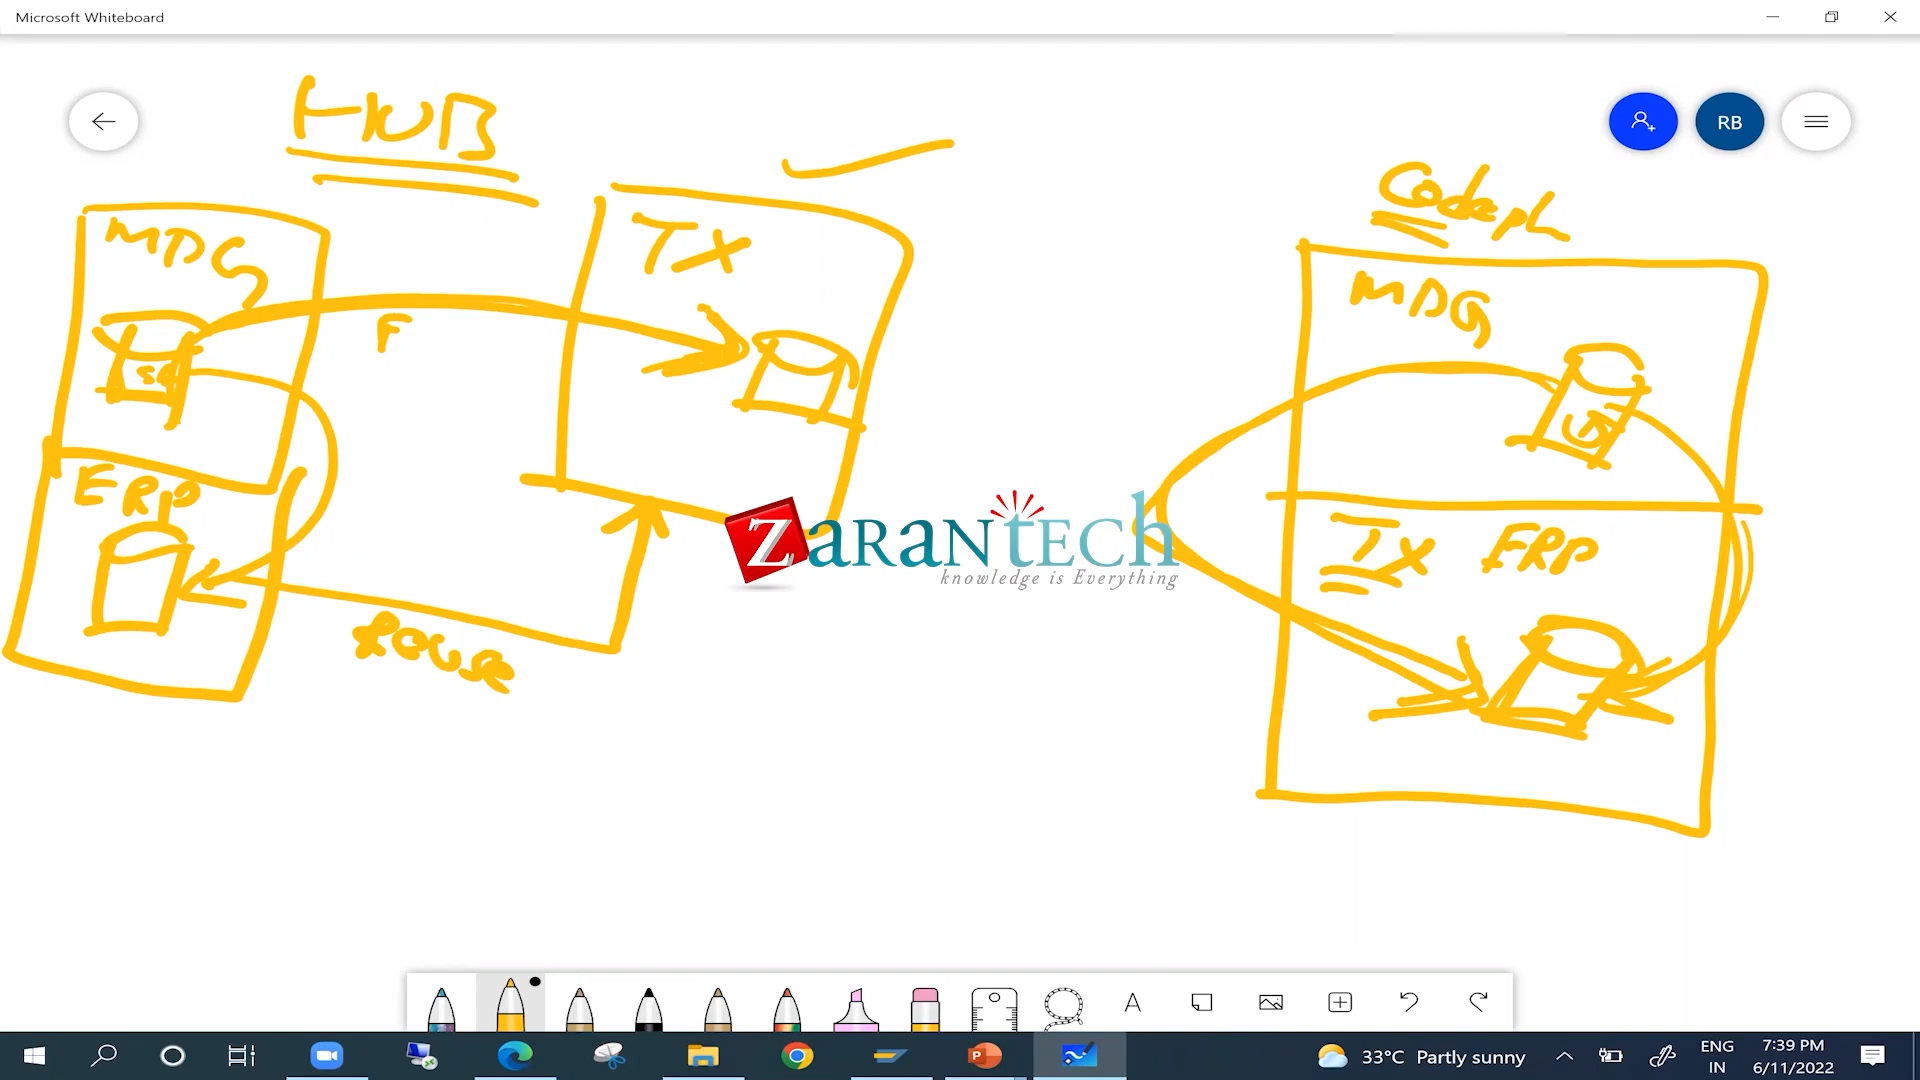 Microsoft Whiteboard
HUB
RB
MDG
TX
F
ERP
MDG
TX ERP
ZaranTech
knowledge is Everything
A
33°C Partly sunny
ENG
IN
7:39 PM
6/11/2022